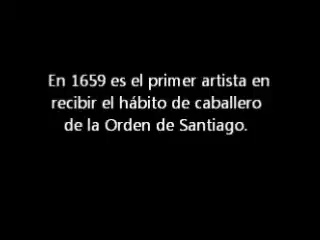 En 1659 es el primer artista en
recibir el hábito de caballero
de la Orden de Santiago.